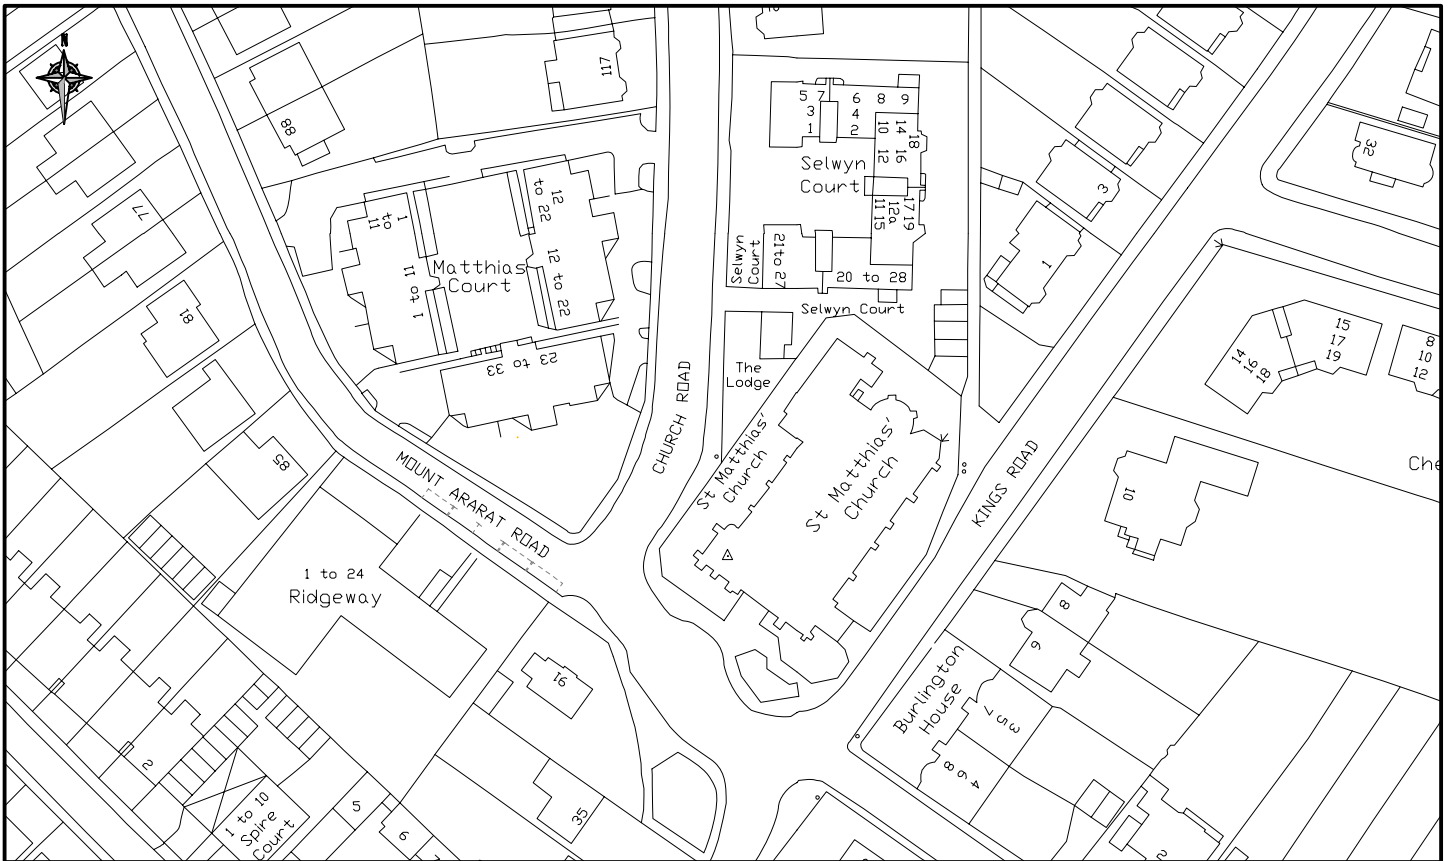 N
117
88
77
81
85
5 7
3
1
6 8 9
4
2
10 14
18
12 16
Selwyn
Court
17 19
12a
11 15
Selwyn
Court
21 to 27
20 to 28
Selwyn Court
1
to
11
12
to 22
Matthias
Court
11 to 1
12 to 22
23 to 33
The
Lodge
CHURCH ROAD
St Matthias'
Church
St Matthias'
Church
MOUNT ARARAT ROAD
KINGS ROAD
3
1
32
14
16
18
15
17
19
8
10
12
Che
10
8
6
Burlington
House
3 5 7
4 6 8
1 to 24
Ridgeway
16
35
2
1 to 10
Spire
Court
5
6
2